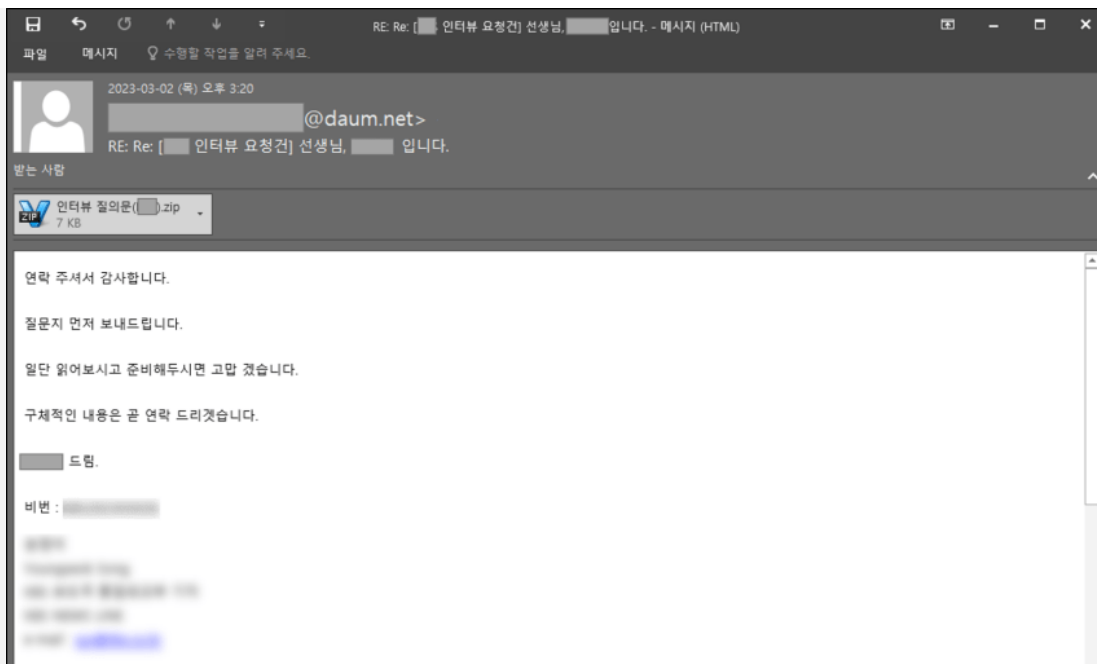 RE: Re: [ 인터뷰 요청건] 선생님, 입니다. - 메시지 (HTML)
파일 메시지 수행할 작업을 알려 주세요.
2023-03-02 (목) 오후 3:20
@daum.net>
RE: Re: [ 인터뷰 요청건] 선생님, 입니다.
받는 사람
ZIP
인터뷰 질의문( ).zip
7 KB
연락 주셔서 감사합니다.
질문지 먼저 보내드립니다.
일단 읽어보시고 준비해두시면 고맙 겠습니다.
구체적인 내용은 곧 연락 드리겟습니다.
드림.
비번 :